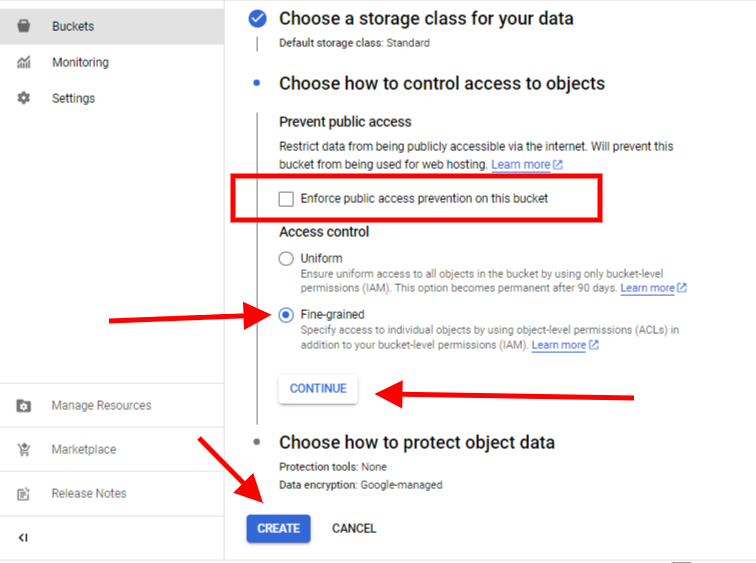 Buckets
Monitoring
Settings
Manage Resources
Marketplace
Release Notes
Choose a storage class for your data
Default storage class: Standard
Choose how to control access to objects
Prevent public access
Restrict data from being publicly accessible via the internet. Will prevent this
bucket from being used for web hosting. Learn more
Enforce public access prevention on this bucket
Access control
Uniform
Ensure uniform access to all objects in the bucket by using only bucket-level
permissions (IAM). This option becomes permanent after 90 days. Learn more
Fine-grained
Specify access to individual objects by using object-level permissions (ACLs) in
addition to your bucket-level permissions (IAM). Learn more
CONTINUE
Choose how to protect object data
Protection tools: None
Data encryption: Google-managed
CREATE CANCEL